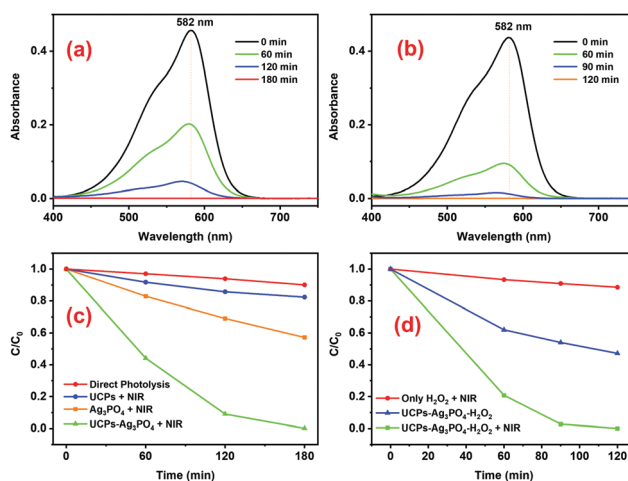 582 nm
(a)
0 min
60 min
120 min
180 min
Absorbance
0.4
0.2
0.0
400 500 600 700
Wavelength (nm)
582 nm
(b)
0 min
60 min
90 min
120 min
Absorbance
0.4
0.2
0.0
400 500 600 700
Wavelength (nm)
(c)
C/C₀
1.0
0.8
0.6
0.4
0.2
0.0
Direct Photolysis
UCPs + NIR
Ag₃PO₄ + NIR
UCPs-Ag₃PO₄ + NIR
0 60 120 180
Time (min)
(d)
C/C₀
1.0
0.8
0.6
0.4
0.2
0.0
Only H₂O₂ + NIR
UCPs-Ag₃PO₄-H₂O₂
UCPs-Ag₃PO₄-H₂O₂ + NIR
0 20 40 60 80 100 120
Time (min)